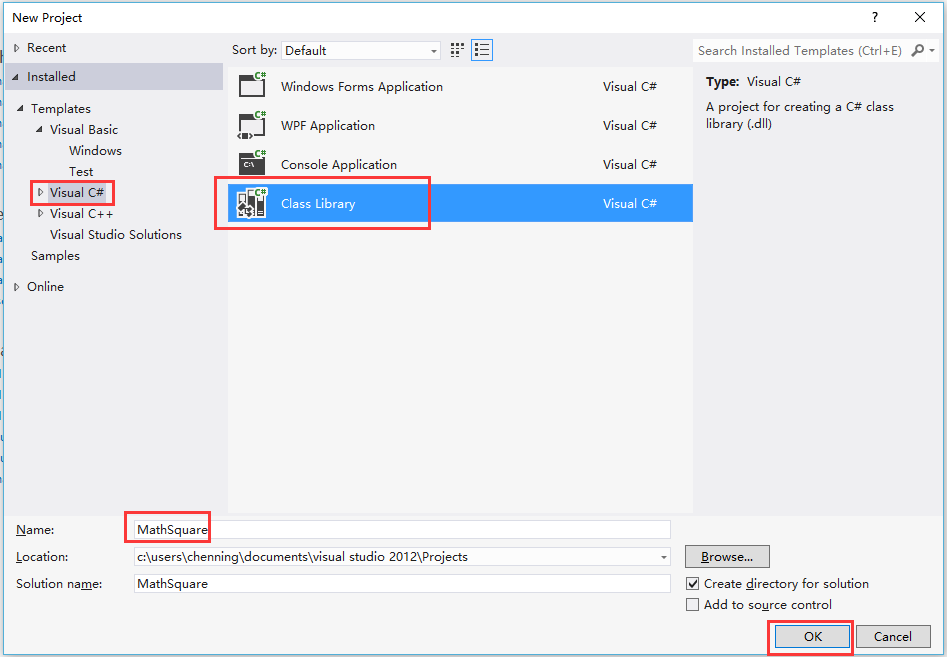 New Project
?
Recent
Installed
Templates
Visual Basic
Windows
Test
Visual C#
Visual C++
Visual Studio Solutions
Samples
Online
Sort by: Default
C# Windows Forms Application Visual C#
C# WPF Application Visual C#
C# C:\ Console Application Visual C#
C# Class Library Visual C#
Search Installed Templates (Ctrl+E)
Type: Visual C#
A project for creating a C# class
library (.dll)
Name: MathSquare
Location: c:\users\chenning\documents\visual studio 2012\Projects
Browse...
Solution name: MathSquare
Create directory for solution
Add to source control
OK Cancel